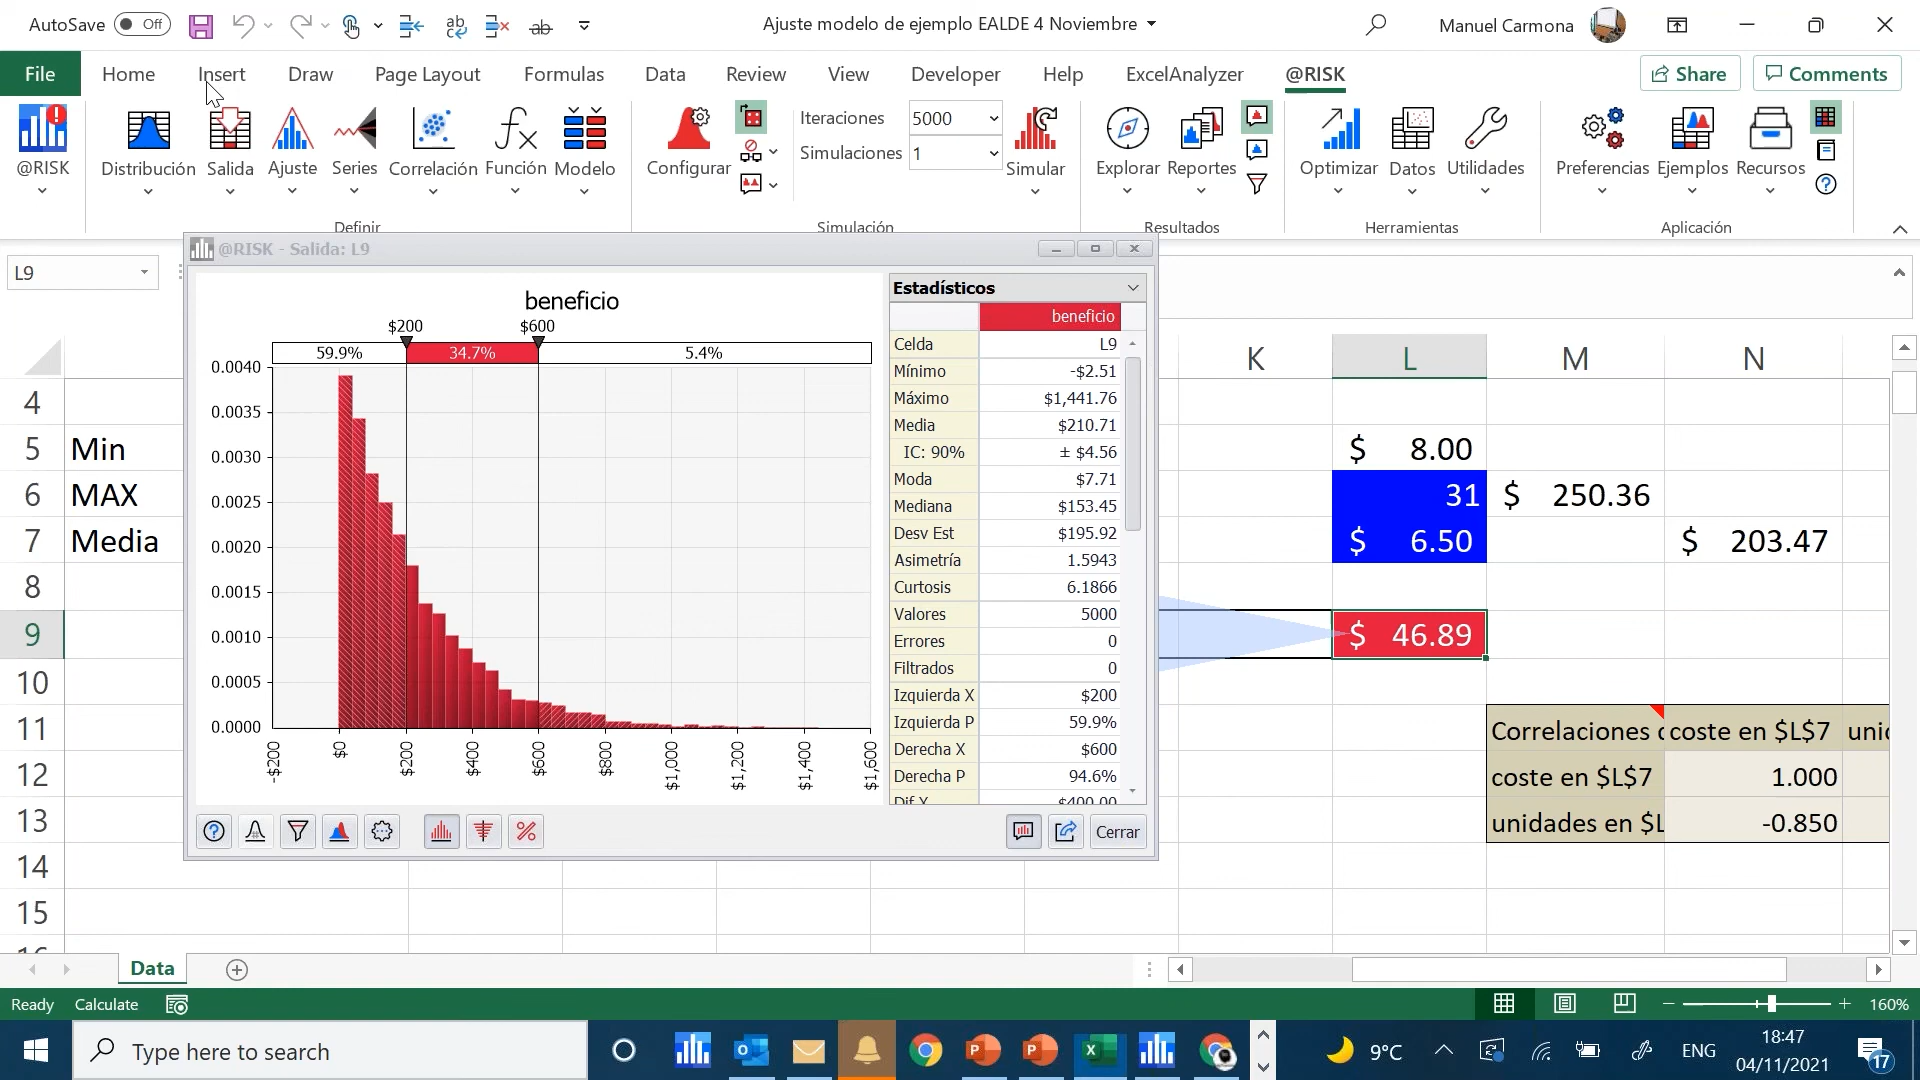 AutoSave Off
Ajuste modelo de ejemplo EALDE 4 Noviembre
Manuel Carmona
File Home Insert Draw Page Layout Formulas Data Review View Developer Help ExcelAnalyzer @RISK Share Comments
@RISK Distribución Salida Ajuste Series Correlación Función Modelo Configurar
Iteraciones 5000
Simulaciones 1
Simular Explorar Reportes Optimizar Datos Utilidades Preferencias Ejemplos Recursos
Definir Simulación Resultados Herramientas Aplicación
L9
@RISK - Salida: L9
beneficio
$200 $600
59.9% 34.7% 5.4%
0.0040
0.0035
0.0030
0.0025
0.0020
0.0015
0.0010
0.0005
0.0000
-$200 $0 $200 $400 $600 $800 $1,000 $1,200 $1,400 $1,600
Estadísticos
beneficio
Celda L9
Mínimo -$2.51
Máximo $1,441.76
Media $210.71
IC: 90% ± $4.56
Moda $7.71
Mediana $153.45
Desv Est $195.92
Asimetría 1.5943
Curtosis 6.1866
Valores 5000
Errores 0
Filtrados 0
Izquierda X $200
Izquierda P 59.9%
Derecha X $600
Derecha P 94.6%
Dif X $400.00
Cerrar
K L M N
4
5 Min $ 8.00
6 MAX 31 $ 250.36
7 Media $ 6.50 $ 203.47
8
9 $ 46.89
10
11 Correlaciones coste en $L$7
12 coste en $L$7 1.000
13 unidades en $L -0.850
14
15
16
Data
Ready Calculate 160%
Type here to search
9°C ENG 18:47
04/11/2021
17